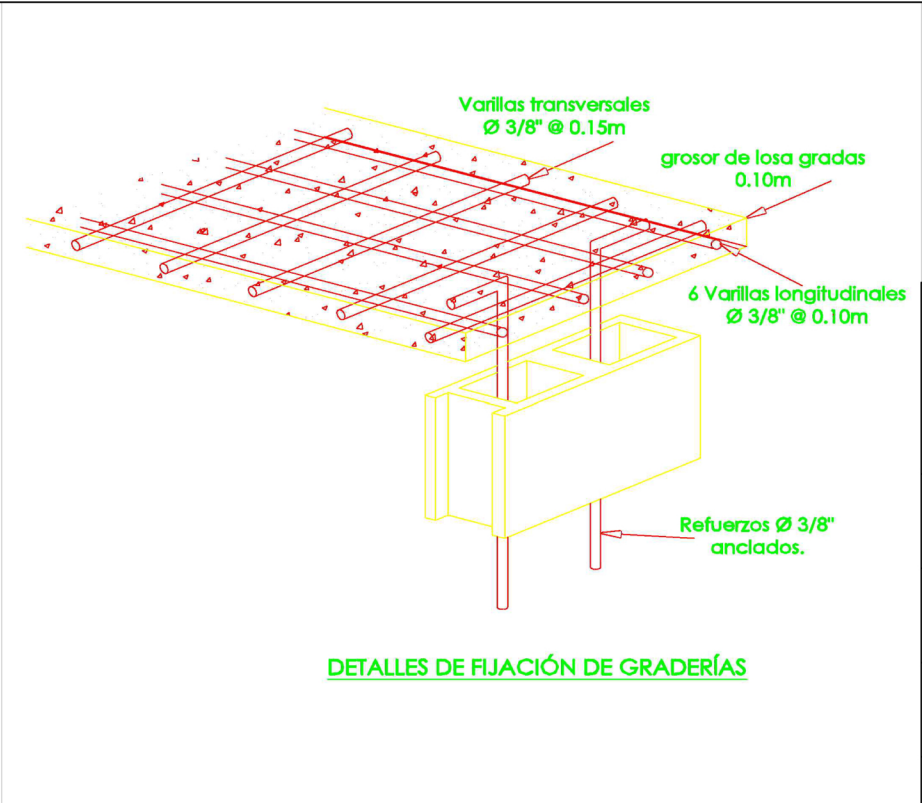 Varillas transversales
Ø 3/8" @ 0.15m
grosor de losa gradas
0.10m
6 Varillas longitudinales
Ø 3/8" @ 0.10m
Refuerzos Ø 3/8"
anclados.
DETALLES DE FIJACIÓN DE GRADERÍAS